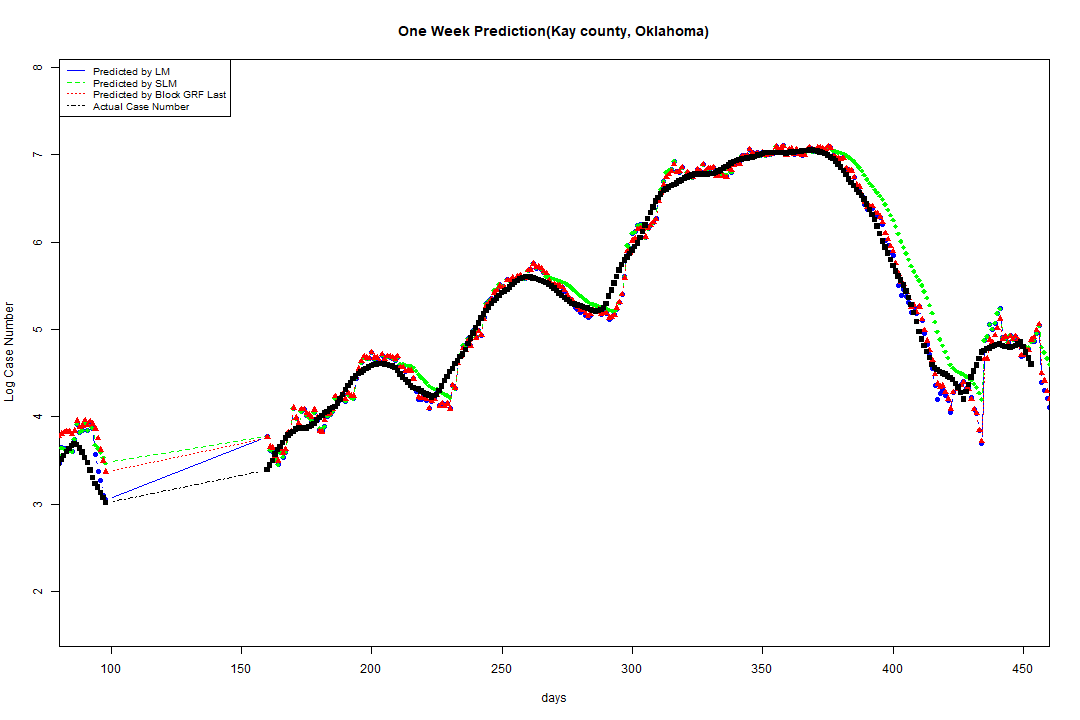 One Week Prediction(Kay county, Oklahoma)
Predicted by LM
Predicted by SLM
Predicted by Block GRF Last
Actual Case Number
Log Case Number
8
7
6
5
4
3
2
100 150 200 250 300 350 400 450
days